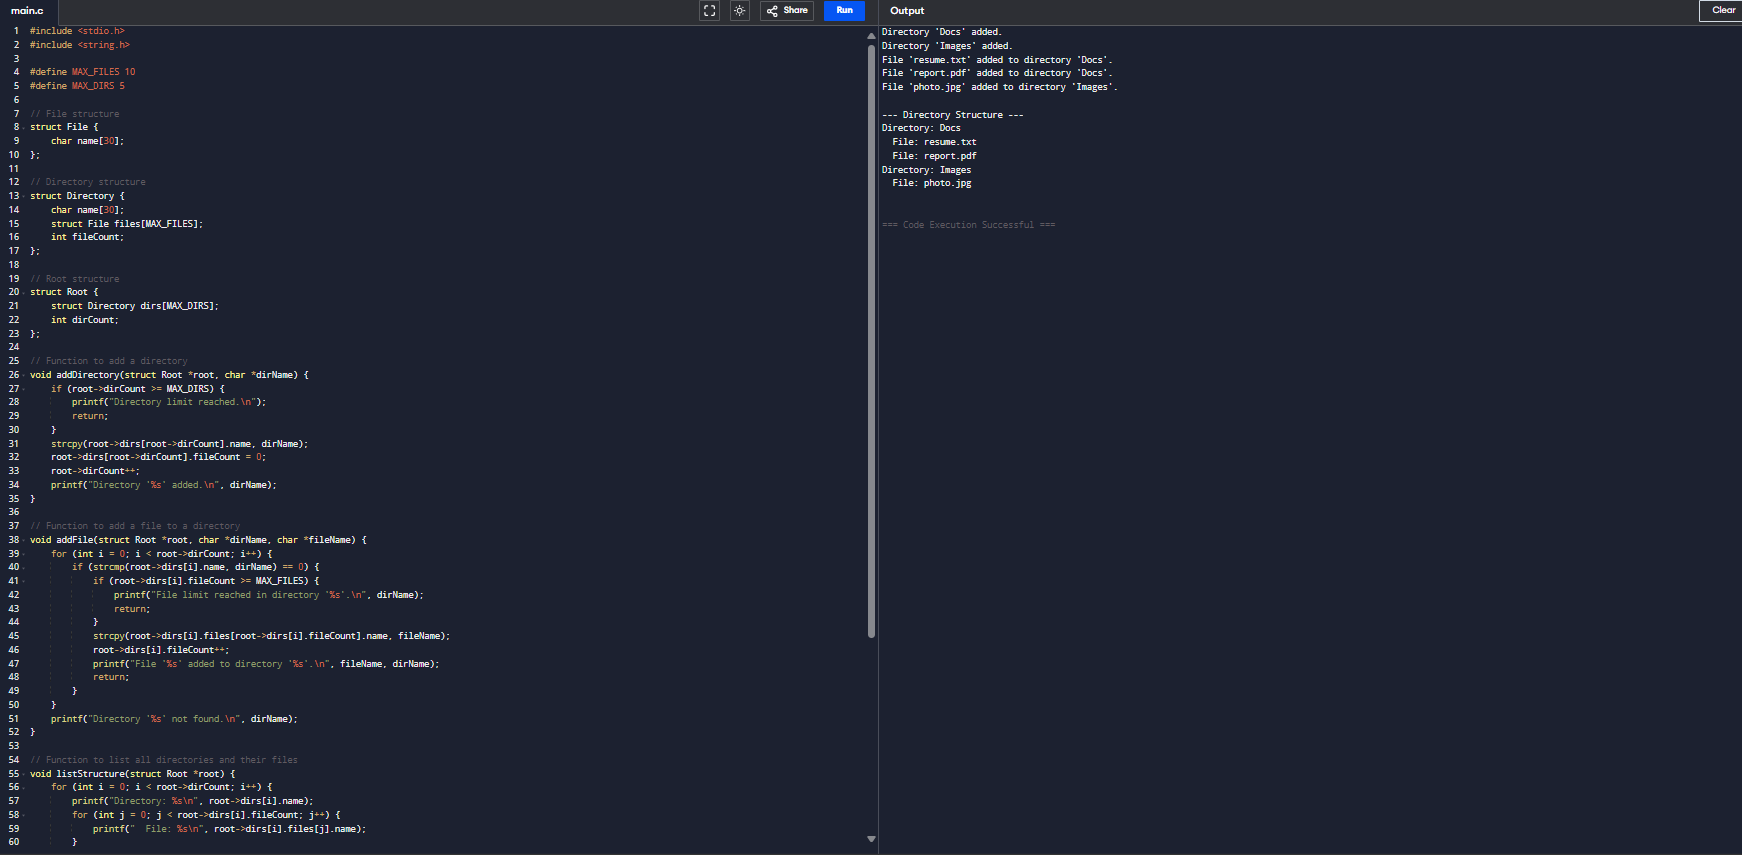 main.c
Share
Run
Output
Clear
1 #include <stdio.h>
2 #include <string.h>
3
4 #define MAX_FILES 10
5 #define MAX_DIRS 5
6
7 // File structure
8 struct File {
9     char name[30];
10 };
11
12 // Directory structure
13 struct Directory {
14     char name[30];
15     struct File files[MAX_FILES];
16     int fileCount;
17 };
18
19 // Root structure
20 struct Root {
21     struct Directory dirs[MAX_DIRS];
22     int dirCount;
23 };
24
25 // Function to add a directory
26 void addDirectory(struct Root *root, char *dirName) {
27     if (root->dirCount >= MAX_DIRS) {
28         printf("Directory limit reached.\n");
29         return;
30     }
31     strcpy(root->dirs[root->dirCount].name, dirName);
32     root->dirs[root->dirCount].fileCount = 0;
33     root->dirCount++;
34     printf("Directory '%s' added.\n", dirName);
35 }
36
37 // Function to add a file to a directory
38 void addFile(struct Root *root, char *dirName, char *fileName) {
39     for (int i = 0; i < root->dirCount; i++) {
40         if (strcmp(root->dirs[i].name, dirName) == 0) {
41             if (root->dirs[i].fileCount >= MAX_FILES) {
42                 printf("File limit reached in directory '%s'.\n", dirName);
43                 return;
44             }
45             strcpy(root->dirs[i].files[root->dirs[i].fileCount].name, fileName);
46             root->dirs[i].fileCount++;
47             printf("File '%s' added to directory '%s'.\n", fileName, dirName);
48             return;
49         }
50     }
51     printf("Directory '%s' not found.\n", dirName);
52 }
53
54 // Function to list all directories and their files
55 void listStructure(struct Root *root) {
56     for (int i = 0; i < root->dirCount; i++) {
57         printf("Directory: %s\n", root->dirs[i].name);
58         for (int j = 0; j < root->dirs[i].fileCount; j++) {
59             printf("  File: %s\n", root->dirs[i].files[j].name);
60         }
Directory 'Docs' added.
Directory 'Images' added.
File 'resume.txt' added to directory 'Docs'.
File 'report.pdf' added to directory 'Docs'.
File 'photo.jpg' added to directory 'Images'.
--- Directory Structure ---
Directory: Docs
  File: resume.txt
  File: report.pdf
Directory: Images
  File: photo.jpg
=== Code Execution Successful ===